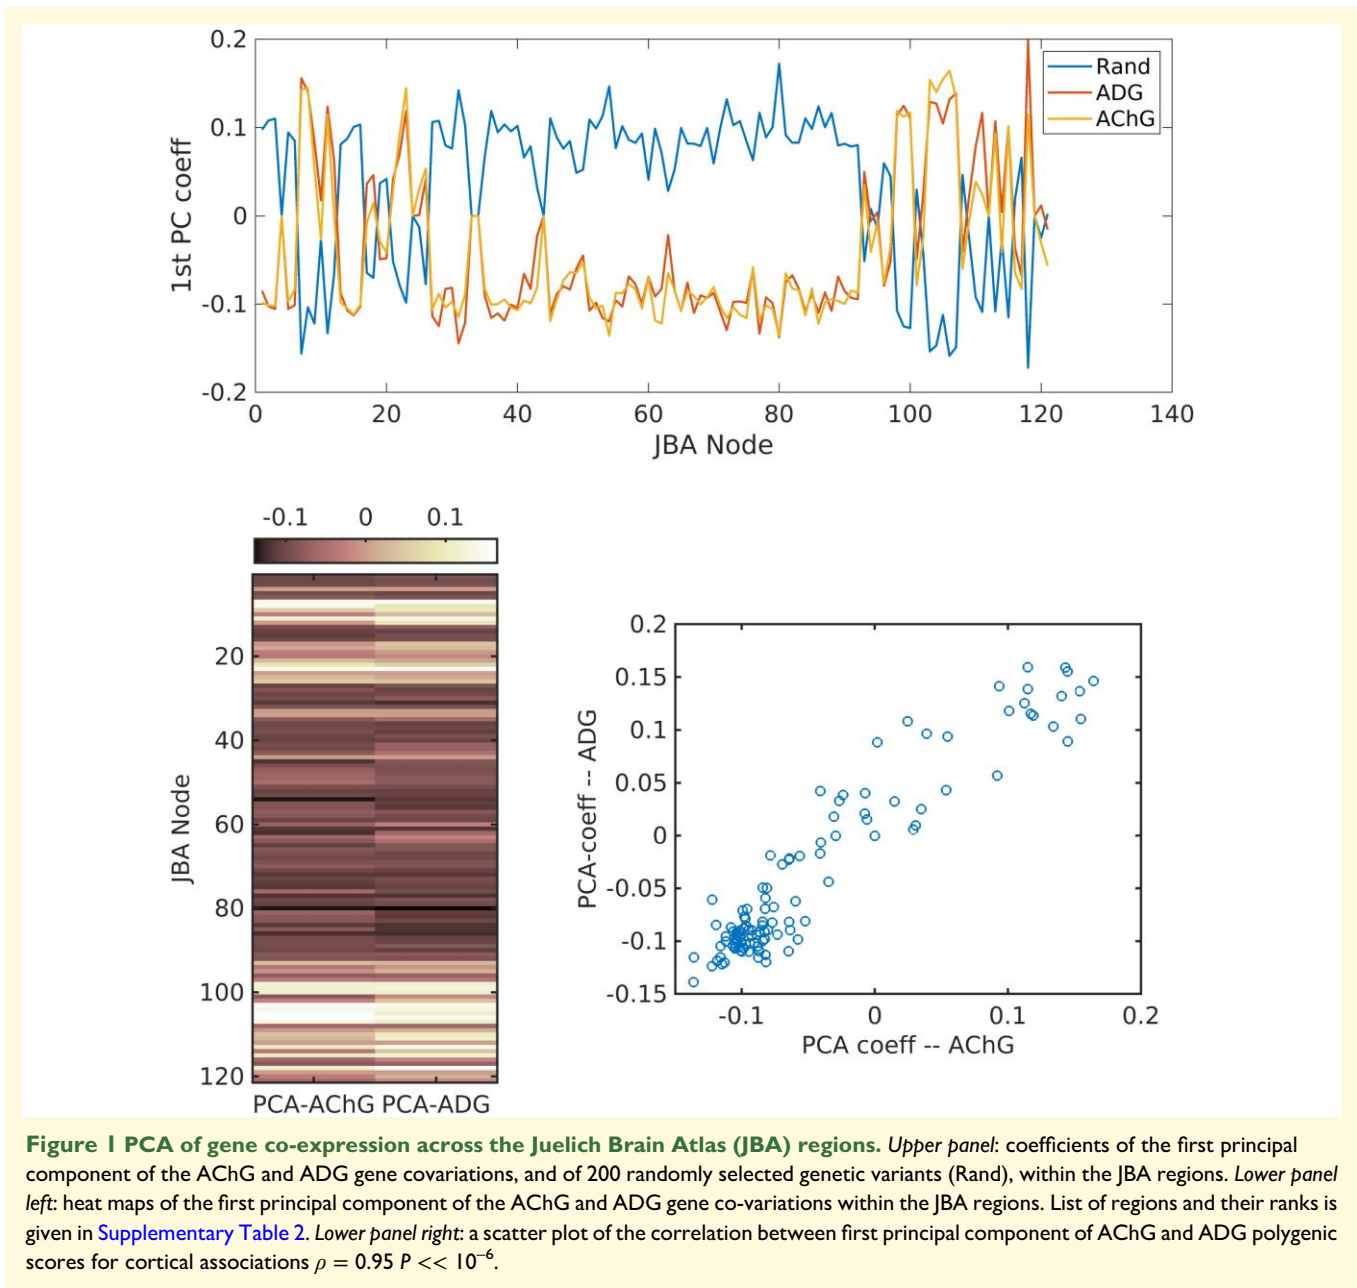 0.2
0.1
0
-0.1
-0.2
1st PC coeff
Rand
ADG
AChG
0 20 40 60 80 100 120 140
JBA Node
-0.1 0 0.1
20
40
60
80
100
120
JBA Node
PCA-AChG PCA-ADG
0.2
0.15
0.1
0.05
0
-0.05
-0.1
-0.15
PCA-coeff -- ADG
-0.1 0 0.1 0.2
PCA coeff -- AChG
Figure 1 PCA of gene co-expression across the Juelich Brain Atlas (JBA) regions. Upper panel: coefficients of the first principal
component of the AChG and ADG gene covariations, and of 200 randomly selected genetic variants (Rand), within the JBA regions. Lower panel
left: heat maps of the first principal component of the AChG and ADG gene co-variations within the JBA regions. List of regions and their ranks is
given in Supplementary Table 2. Lower panel right: a scatter plot of the correlation between first principal component of AChG and ADG polygenic
scores for cortical associations ρ = 0.95 P << 10⁻⁶.